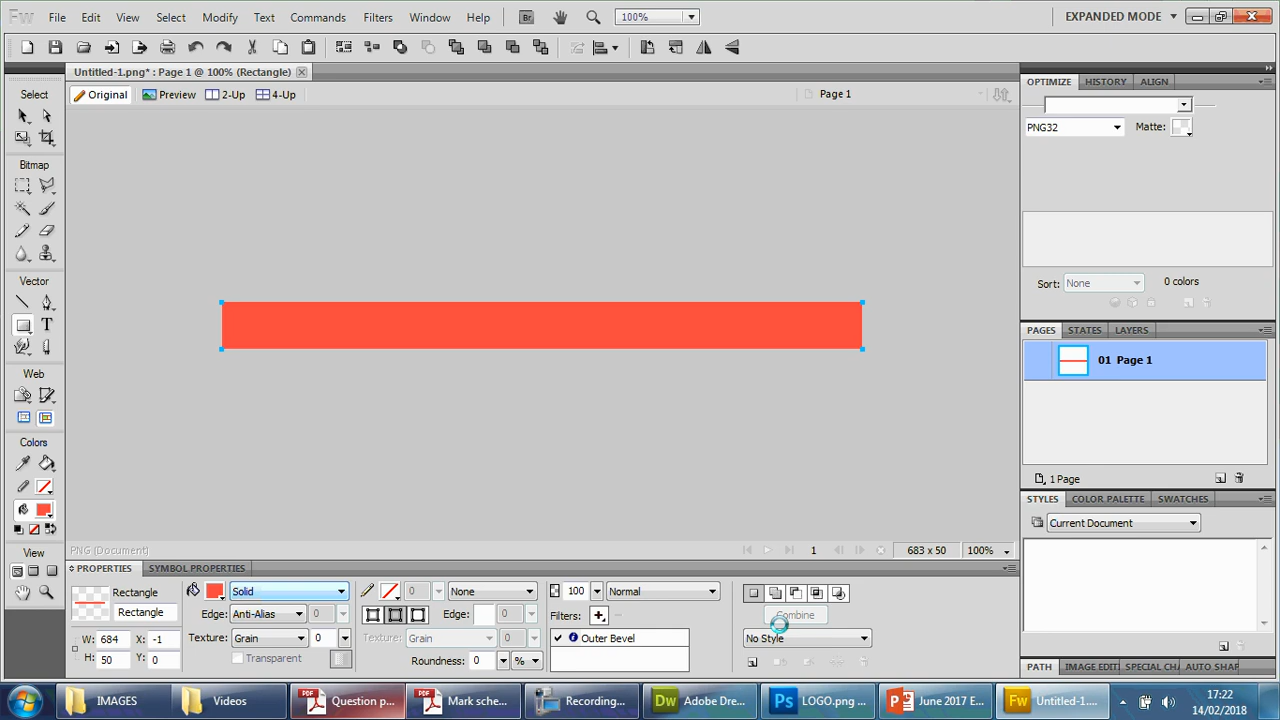 Fw File Edit View Select Modify Text Commands Filters Window Help Br 100% EXPANDED MODE
Untitled-1.png* : Page 1 @ 100% (Rectangle)
Original Preview 2-Up 4-Up Page 1
Select
Bitmap
Vector
T
Web
Colors
View
OPTIMIZE HISTORY ALIGN
PNG32 Matte:
Sort: None 0 colors
PAGES STATES LAYERS
01 Page 1
1 Page
STYLES COLOR PALETTE SWATCHES
Current Document
PATH IMAGE EDITI SPECIAL CHA AUTO SHAP
PNG (Document) 1 683 x 50 100%
PROPERTIES SYMBOL PROPERTIES
Rectangle Solid 0 None 100 Normal
Rectangle Edge: Anti-Alias 0 Edge: 0 Filters: Combine
W: 684 X: -1 Texture: Grain 0 Texture: Grain 0 Outer Bevel No Style
H: 50 Y: 0 Transparent Roundness: 0 %
IMAGES Videos Question p... Mark sche... Recording... Dw Adobe Dre... Ps LOGO.png ... June 2017 E... Fw Untitled-1.... 17:22
14/02/2018